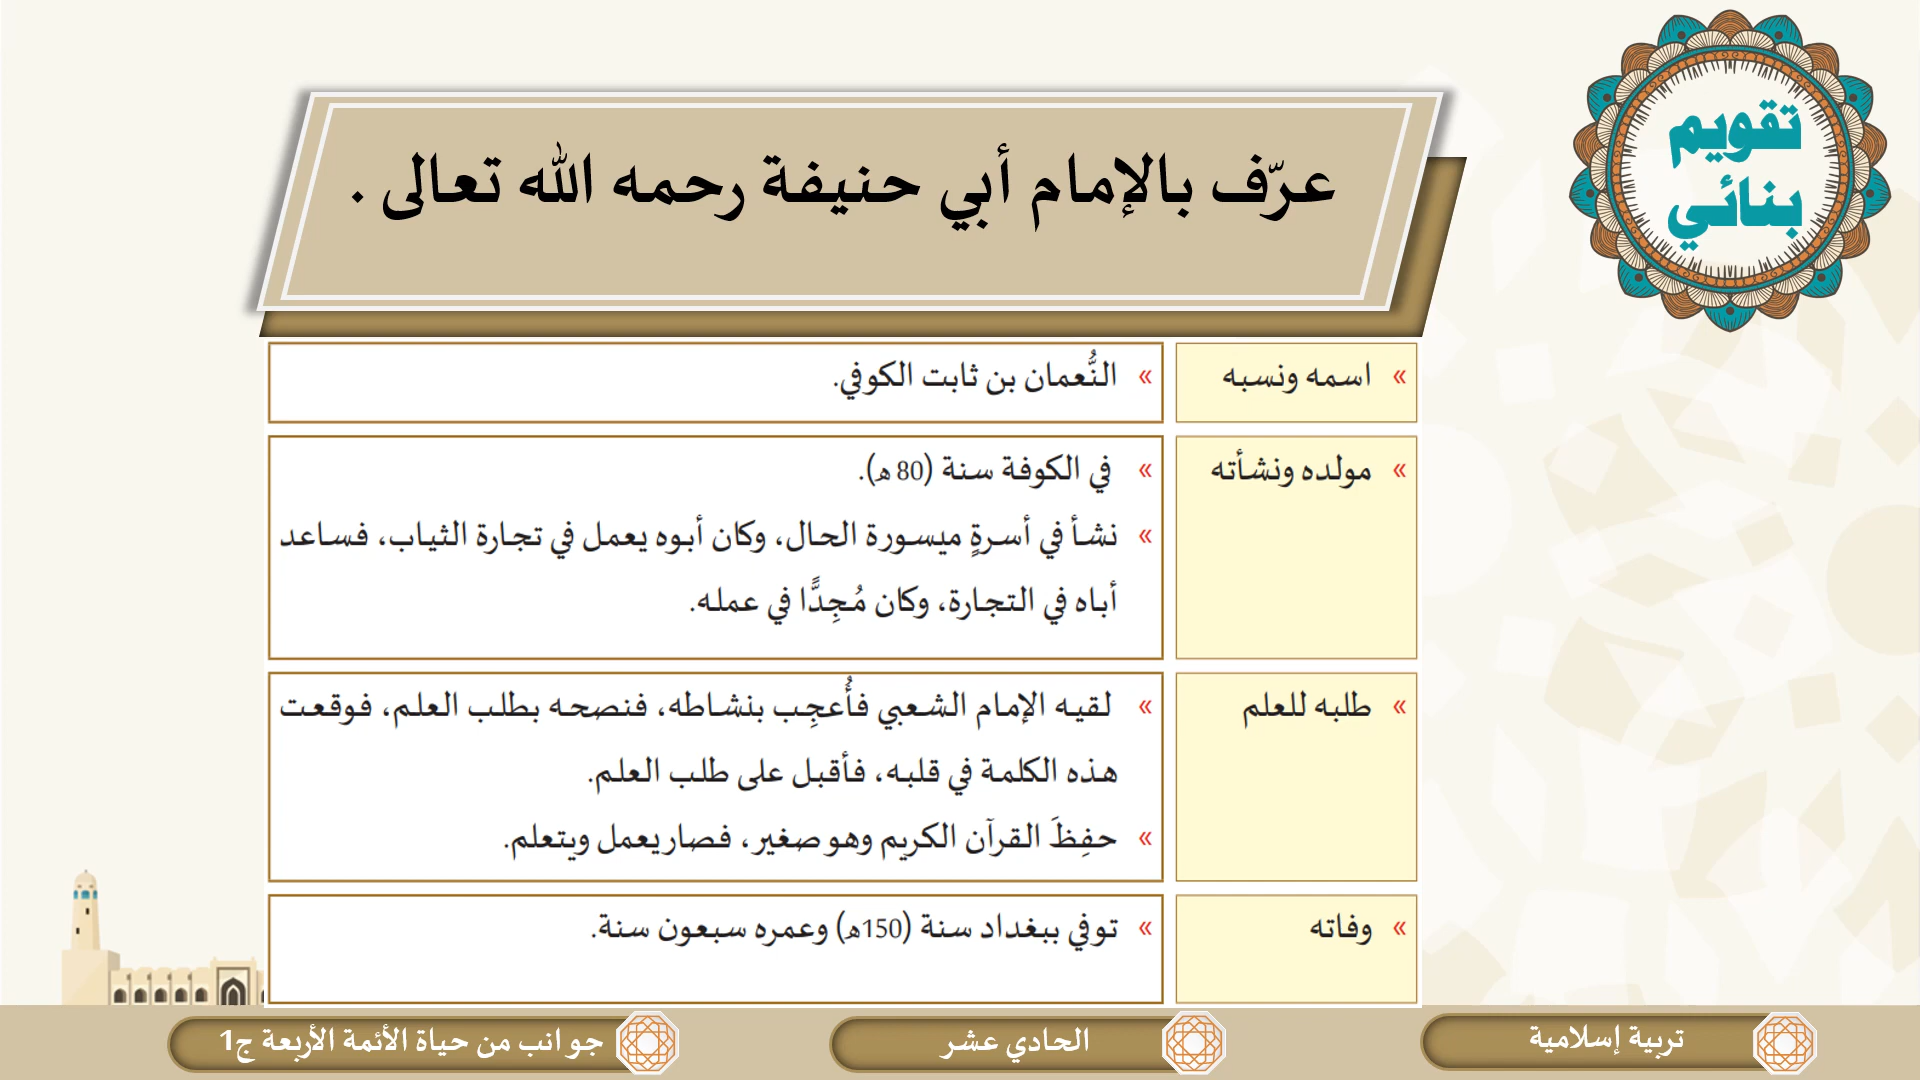 تقويم
بنائي
عرّف بالإمام أبي حنيفة رحمه الله تعالى .
» اسمه ونسبه
» النُّعمان بن ثابت الكوفي.
» مولده ونشأته
» في الكوفة سنة (80 هـ).
» نشأ في أسرةٍ ميسورة الحال، وكان أبوه يعمل في تجارة الثياب، فساعد
أباه في التجارة، وكان مُجِدًّا في عمله.
» طلبه للعلم
» لقيه الإمام الشعبي فأُعجِب بنشاطه، فنصحه بطلب العلم، فوقعت
هذه الكلمة في قلبه، فأقبل على طلب العلم.
» حفِظَ القرآن الكريم وهو صغير، فصار يعمل ويتعلم.
» وفاته
» توفي ببغداد سنة (150هـ) وعمره سبعون سنة.
تربية إسلامية
الحادي عشر
جوانب من حياة الأئمة الأربعة ج1